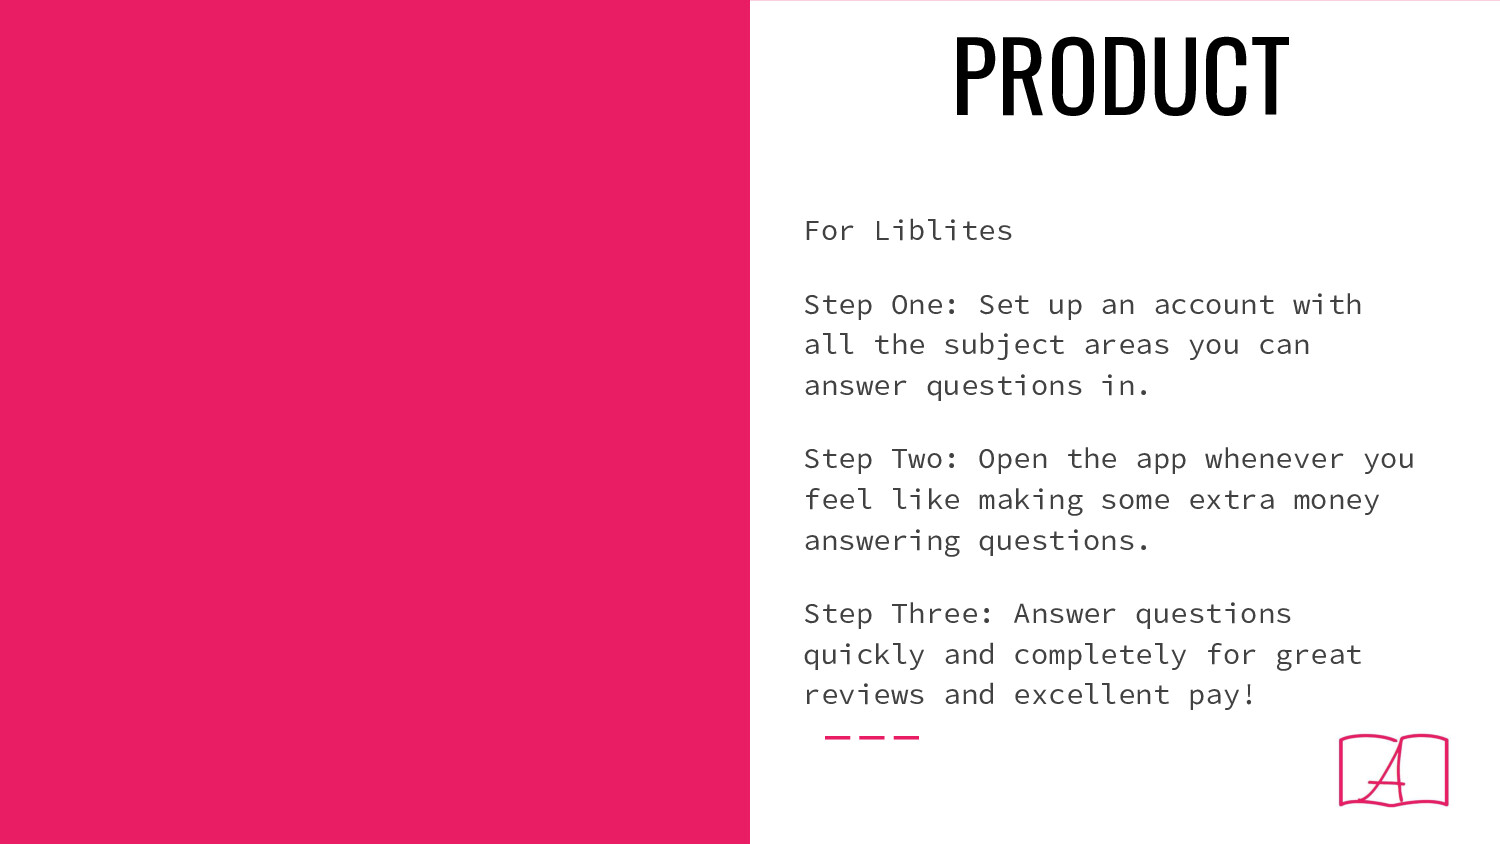 PRODUCT
For Liblites
Step One: Set up an account with
all the subject areas you can
answer questions in.
Step Two: Open the app whenever you
feel like making some extra money
answering questions.
Step Three: Answer questions
quickly and completely for great
reviews and excellent pay!
A